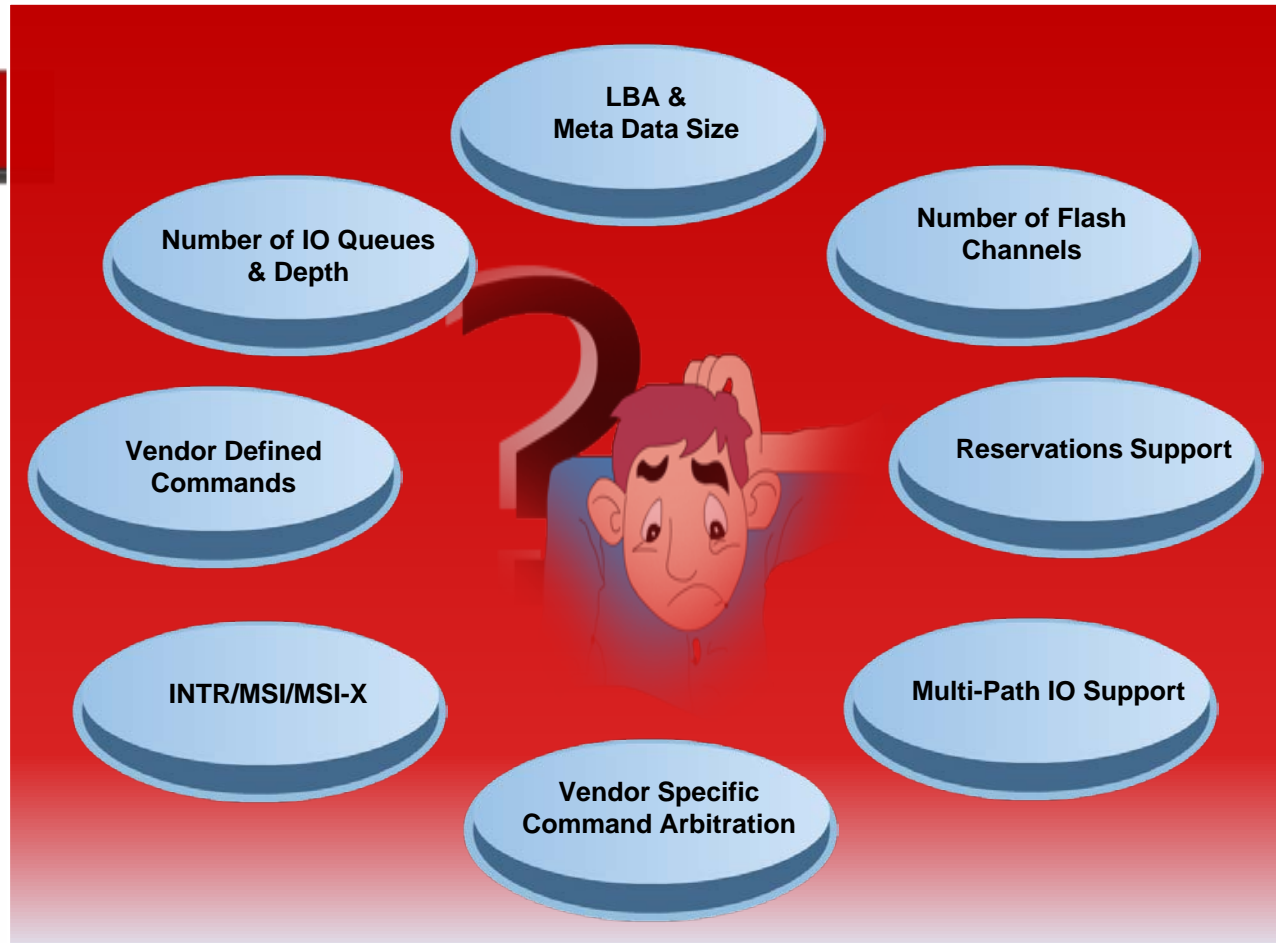 LBA &
Meta Data Size
Number of IO Queues
& Depth
Number of Flash
Channels
Vendor Defined
Commands
Reservations Support
INTR/MSI/MSI-X
Multi-Path IO Support
Vendor Specific
Command Arbitration